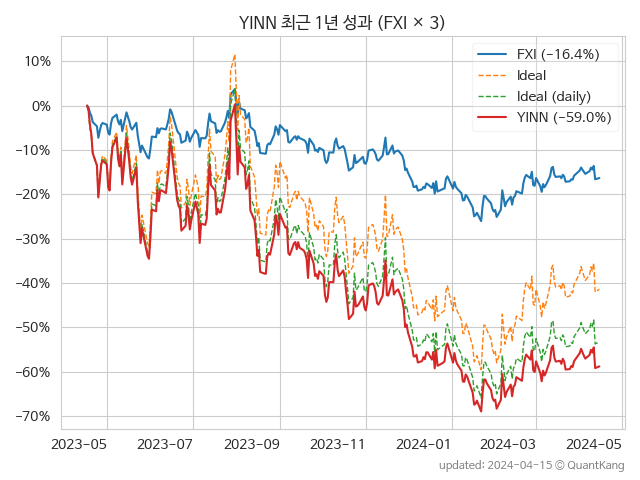 YINN 최근 1년 성과 (FXI × 3)
FXI (−16.4%)
Ideal
Ideal (daily)
YINN (−59.0%)
10%
0%
−10%
−20%
−30%
−40%
−50%
−60%
−70%
2023−05 2023−07 2023−09 2023−11 2024−01 2024−03 2024−05
updated: 2024-04-15 © QuantKang